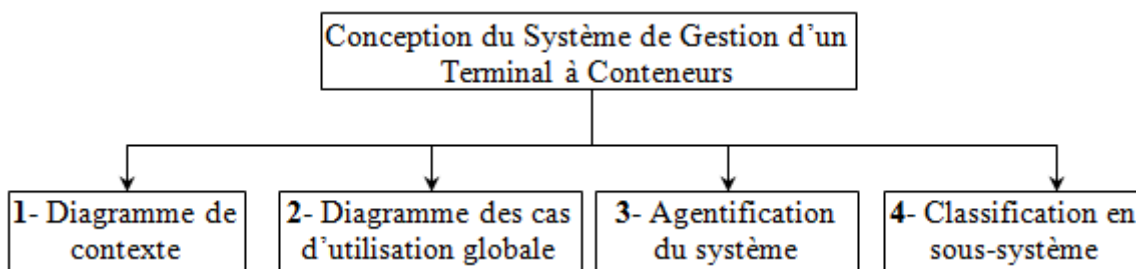 Conception du Système de Gestion d’un
Terminal à Conteneurs
1- Diagramme de
contexte
2- Diagramme des cas
d’utilisation globale
3- Agentification
du système
4- Classification en
sous-système